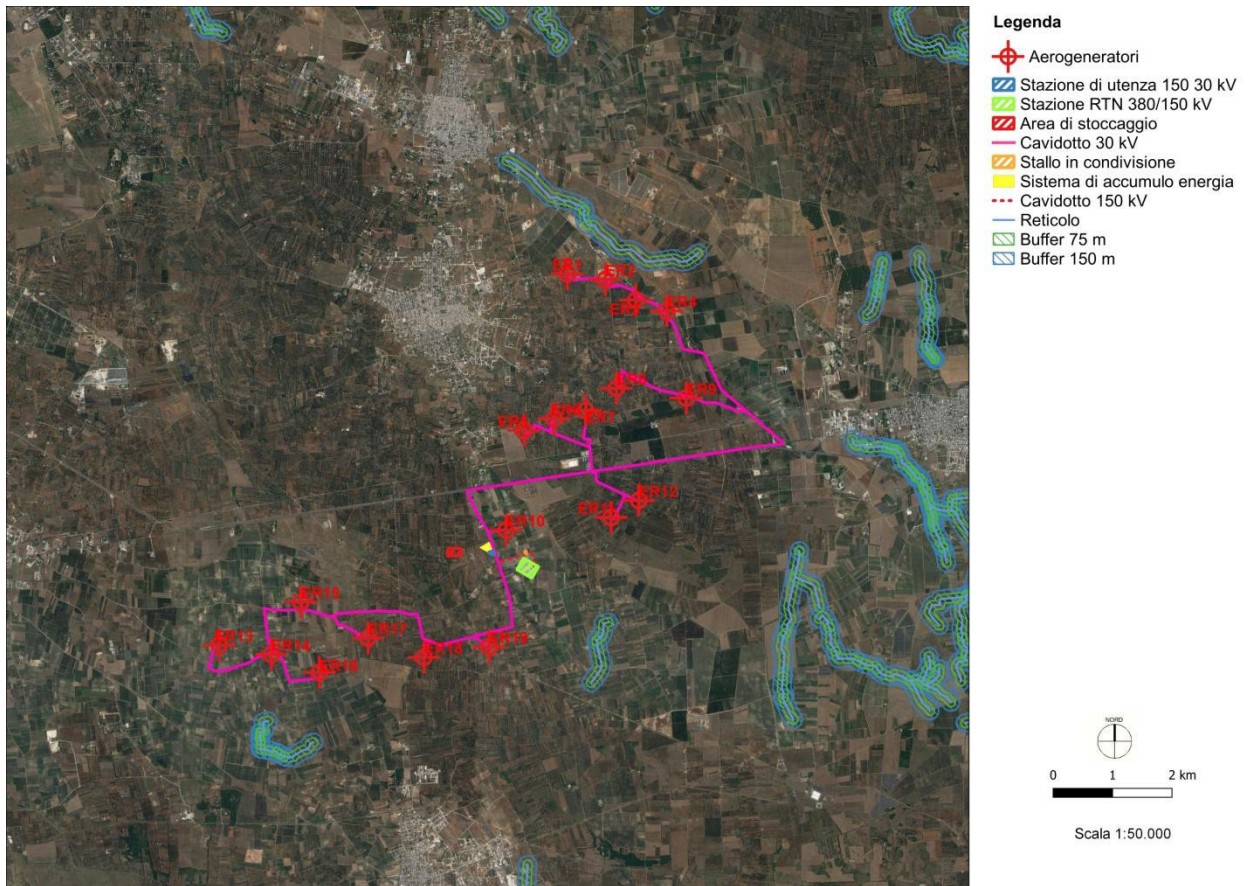 Legenda
Aerogeneratori
Stazione di utenza 150 30 kV
Stazione RTN 380/150 kV
Area di stoccaggio
Cavidotto 30 kV
Stallo in condivisione
Sistema di accumulo energia
Cavidotto 150 kV
Reticolo
Buffer 75 m
Buffer 150 m
ER1
ER2
ER4
ER9
ER12
ER10
ER15
ER13
ER14
ER17
ER16
ER18
ER19
NORD
0 1 2 km
Scala 1:50.000